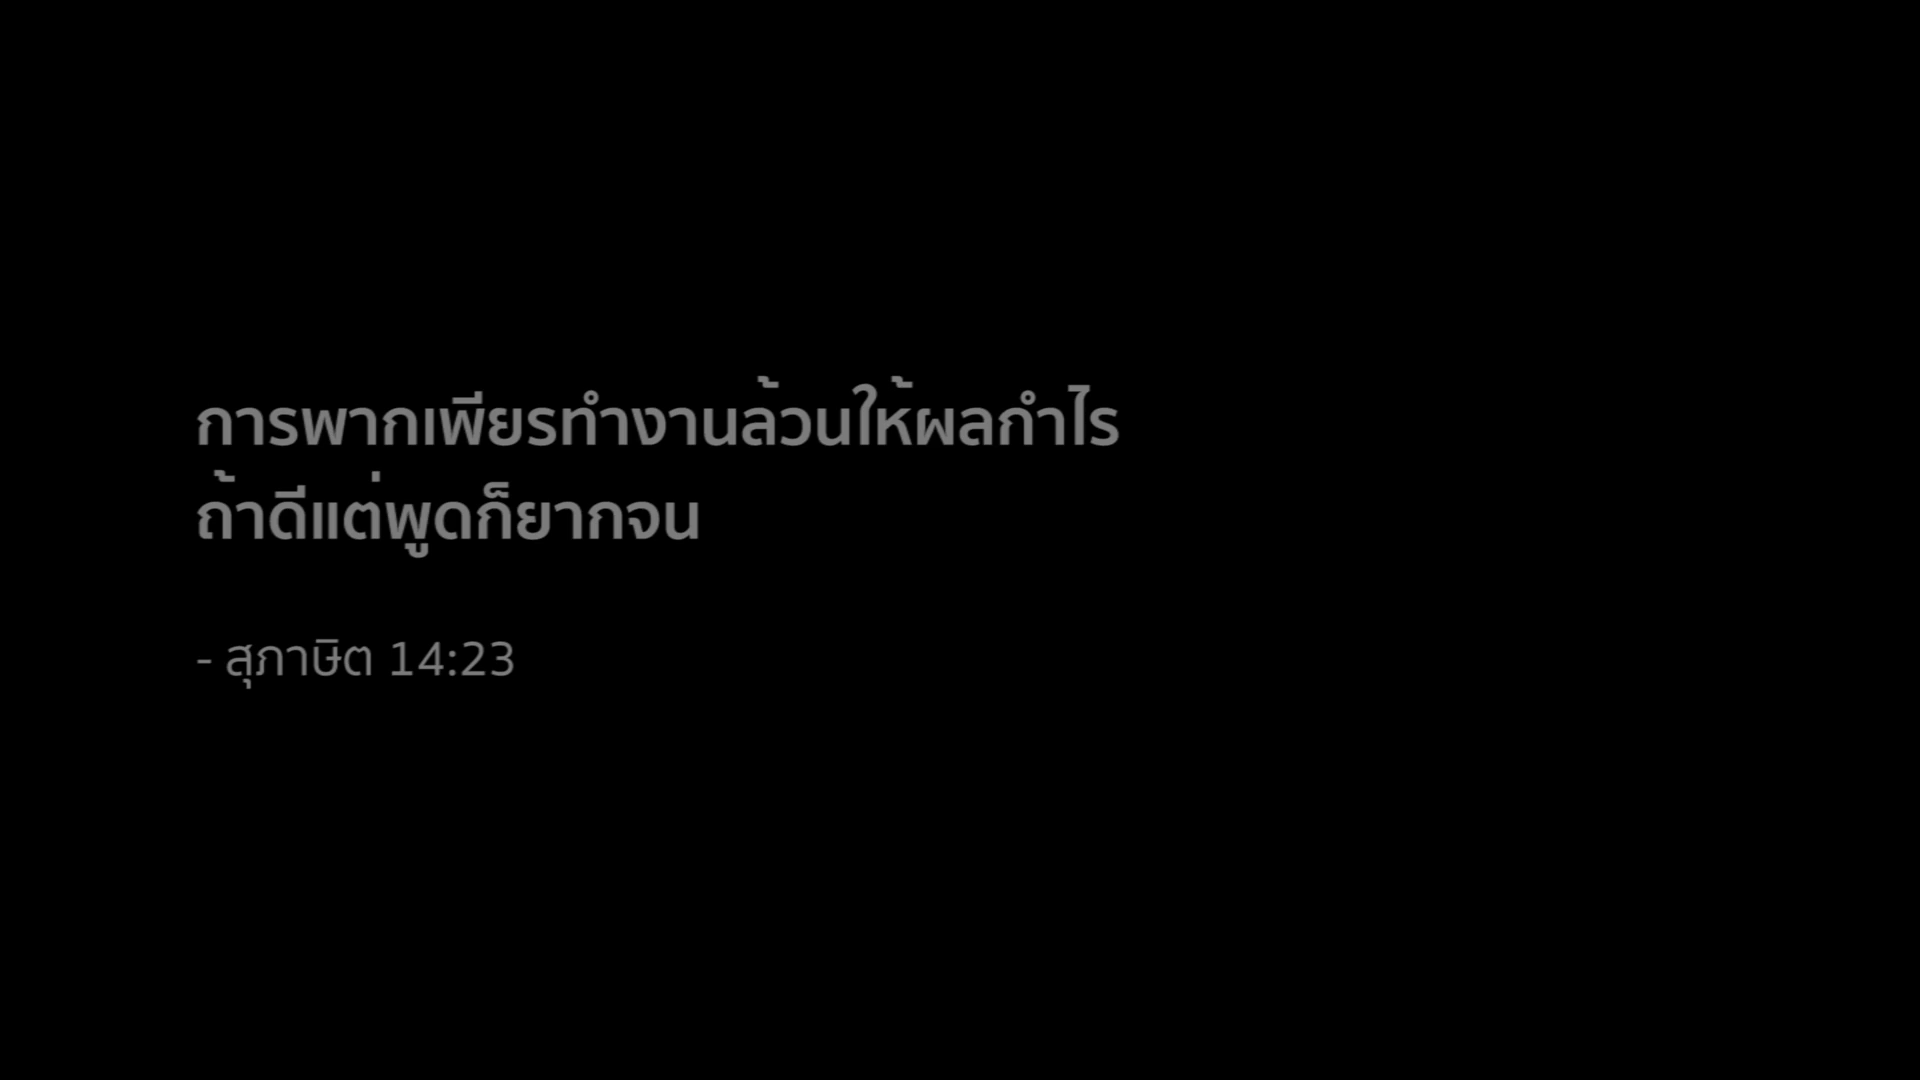 การพากเพียรทำงานล้วนให้ผลกำไร
ถ้าดีแต่พูดก็ยากจน
- สุภาษิต 14:23